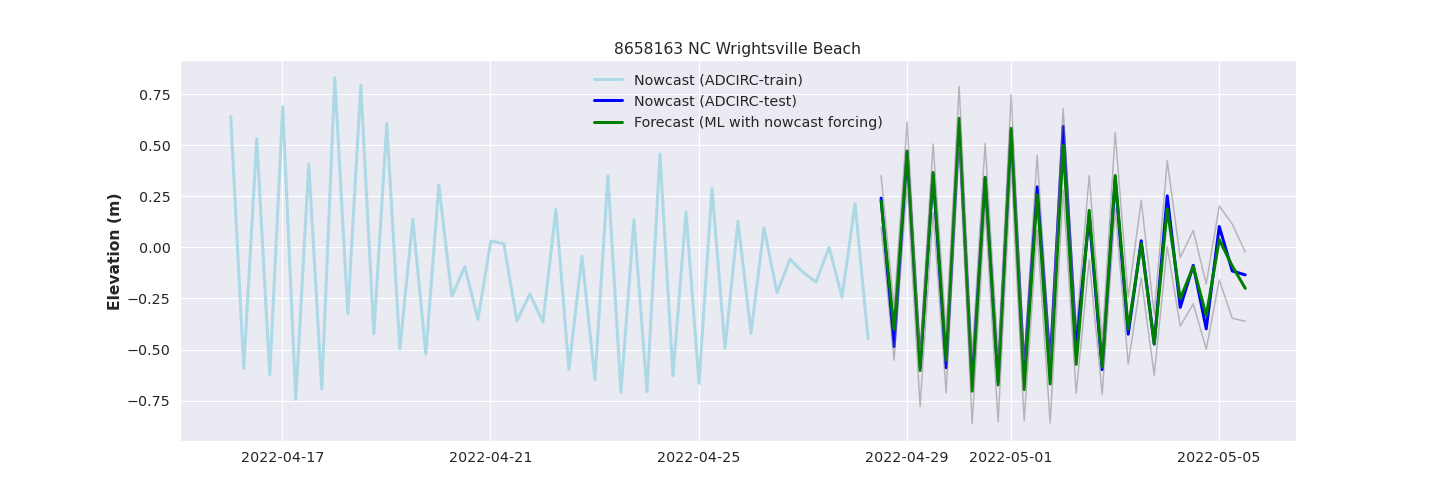 8658163 NC Wrightsville Beach
Nowcast (ADCIRC-train)
Nowcast (ADCIRC-test)
Forecast (ML with nowcast forcing)
Elevation (m)
0.75
0.50
0.25
0.00
−0.25
−0.50
−0.75
2022-04-17 2022-04-21 2022-04-25 2022-04-29 2022-05-01 2022-05-05